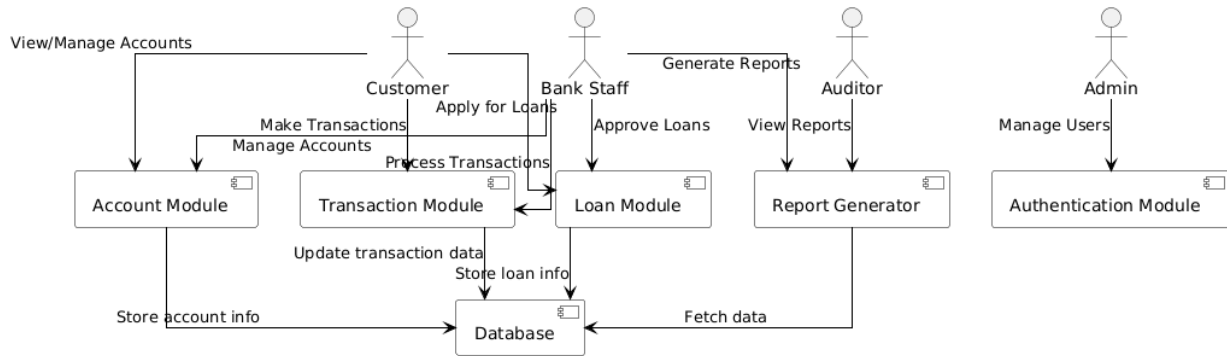 View/Manage Accounts
Generate Reports
Customer
Bank Staff
Auditor
Admin
Apply for Loans
Make Transactions
Approve Loans
View Reports
Manage Users
Manage Accounts
Process Transactions
Account Module
Transaction Module
Loan Module
Report Generator
Authentication Module
Update transaction data
Store loan info
Store account info
Fetch data
Database